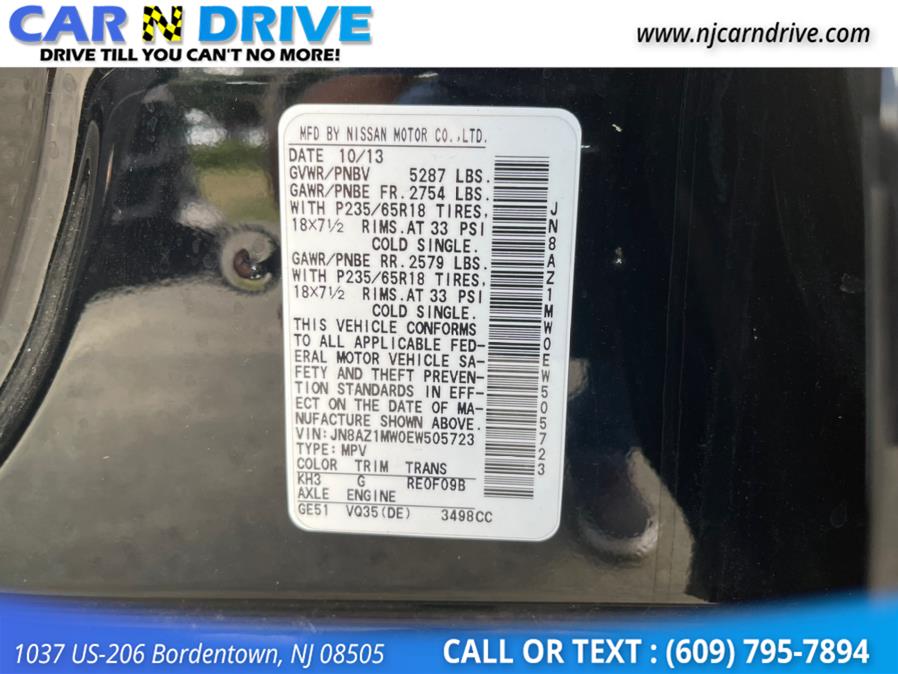 CAR N DRIVE
DRIVE TILL YOU CAN'T NO MORE!
www.njcarndrive.com
MFD BY NISSAN MOTOR CO.,LTD.
DATE 10/13
GVWR/PNBV 5287 LBS.
GAWR/PNBE FR. 2754 LBS.
WITH P235/65R18 TIRES,
18×7½ RIMS.AT 33 PSI
COLD SINGLE.
GAWR/PNBE RR. 2579 LBS.
WITH P235/65R18 TIRES,
18×7½ RIMS.AT 33 PSI
COLD SINGLE.
THIS VEHICLE CONFORMS
TO ALL APPLICABLE FED-
ERAL MOTOR VEHICLE SA-
FETY AND THEFT PREVEN-
TION STANDARDS IN EFF-
ECT ON THE DATE OF MA-
NUFACTURE SHOWN ABOVE.
VIN:JN8AZ1MW0EW505723
TYPE:MPV
COLOR TRIM TRANS
KH3 G RE0F09B
AXLE ENGINE
GE51 VQ35(DE) 3498CC
JN8AZ1MW0EW505723
1037 US-206 Bordentown, NJ 08505
CALL OR TEXT : (609) 795-7894